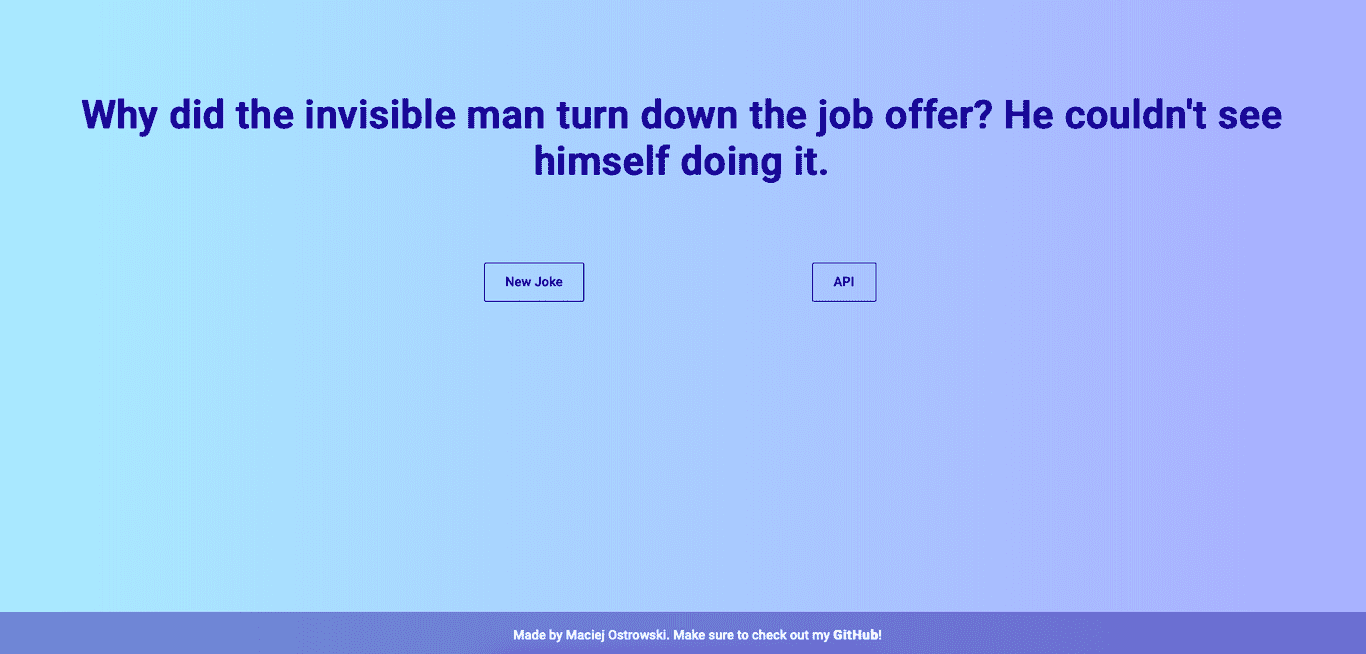 Why did the invisible man turn down the job offer? He couldn't see
himself doing it.
New Joke
API
Made by Maciej Ostrowski. Make sure to check out my GitHub!